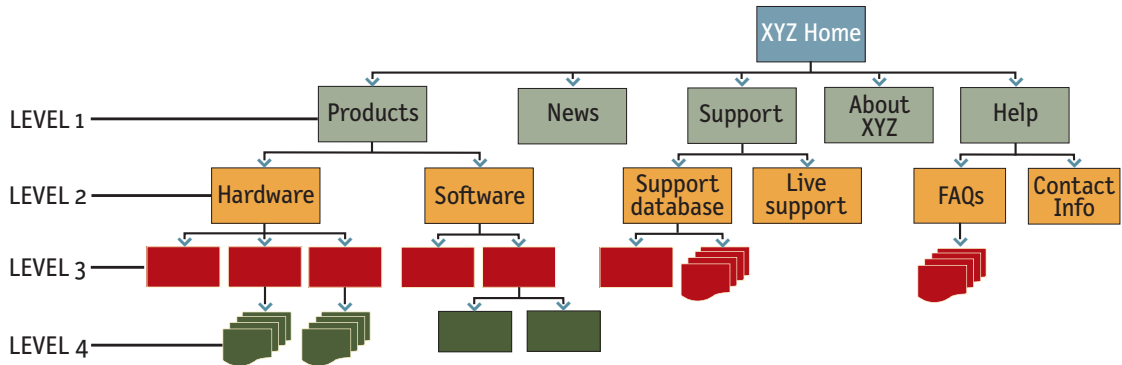 XYZ Home
LEVEL 1
Products
News
Support
About
XYZ
Help
LEVEL 2
Hardware
Software
Support
database
Live
support
FAQs
Contact
Info
LEVEL 3
LEVEL 4